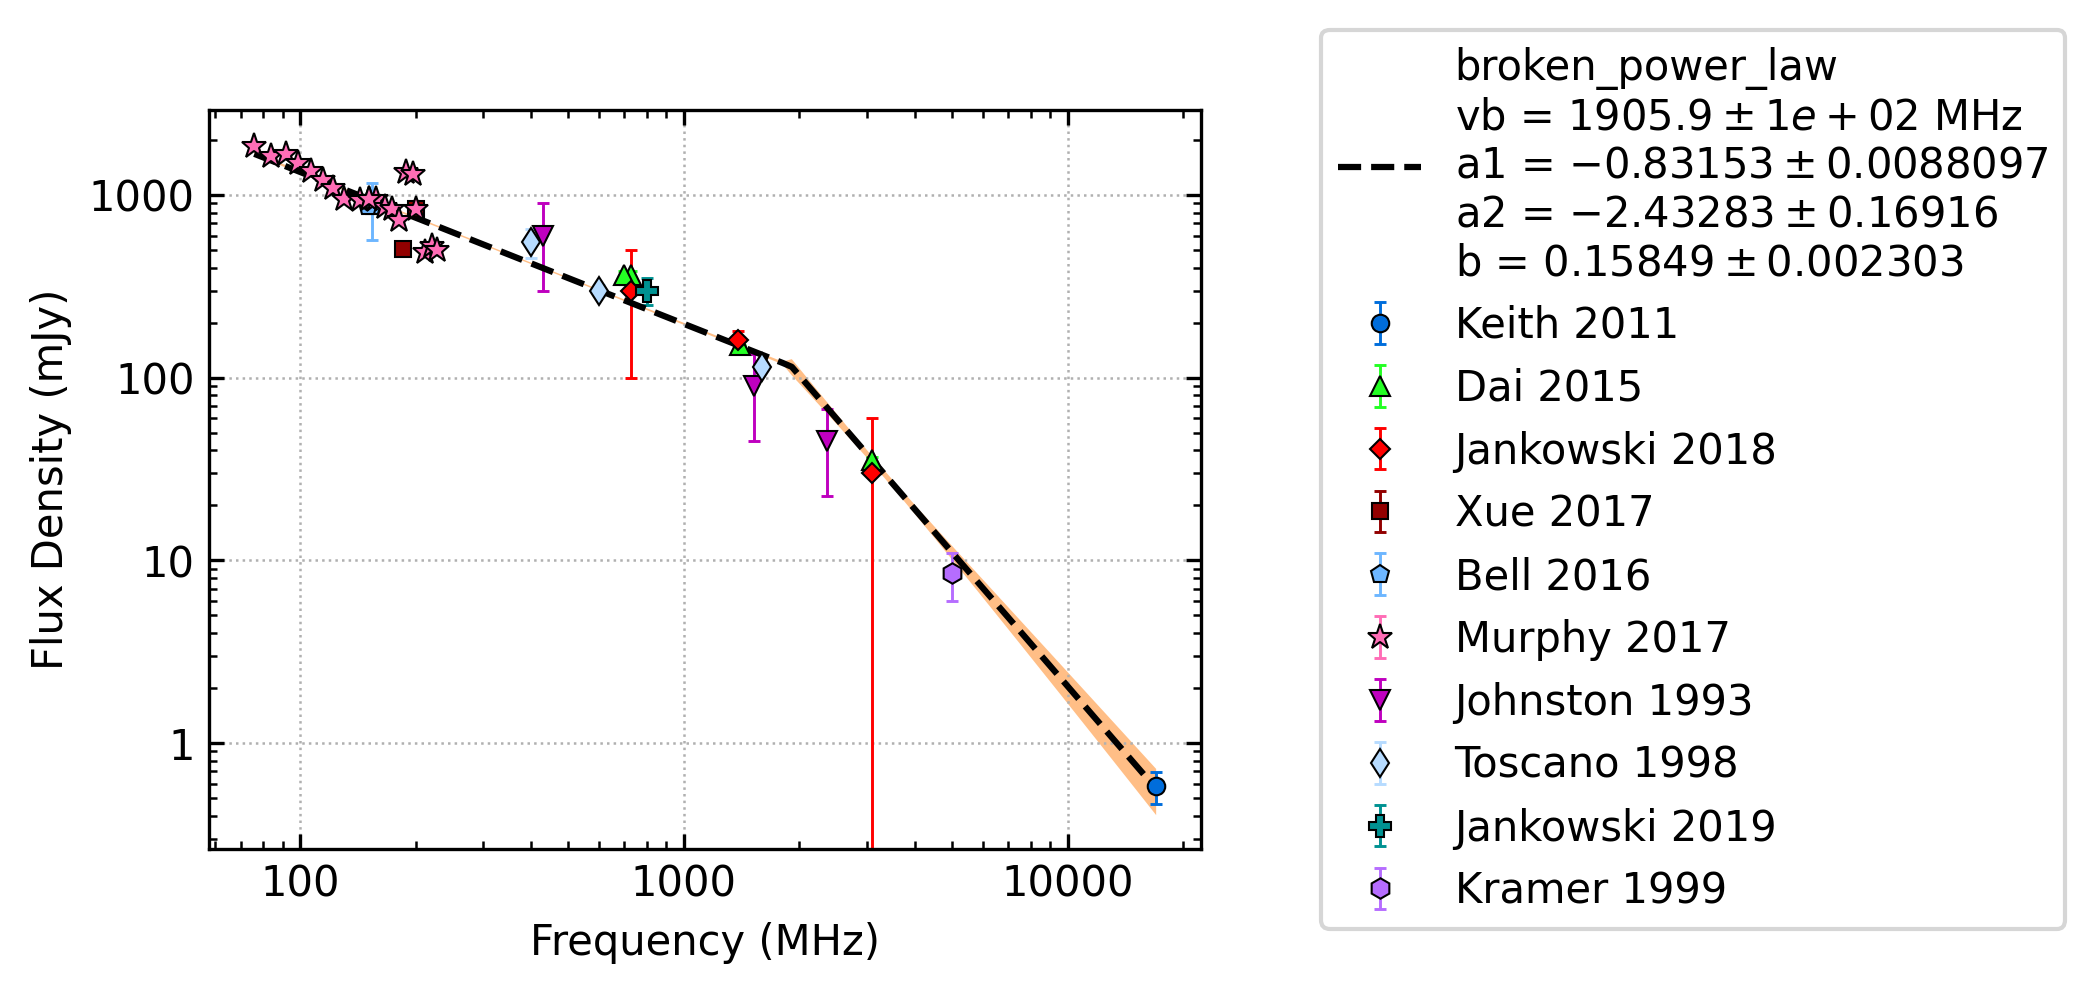 broken_power_law
vb = 1905.9 ± 1e + 02 MHz
a1 = −0.83153 ± 0.0088097
a2 = −2.43283 ± 0.16916
b = 0.15849 ± 0.002303
Keith 2011
Dai 2015
Jankowski 2018
Xue 2017
Bell 2016
Murphy 2017
Johnston 1993
Toscano 1998
Jankowski 2019
Kramer 1999
Flux Density (mJy)
1000
100
10
1
100 1000 10000
Frequency (MHz)